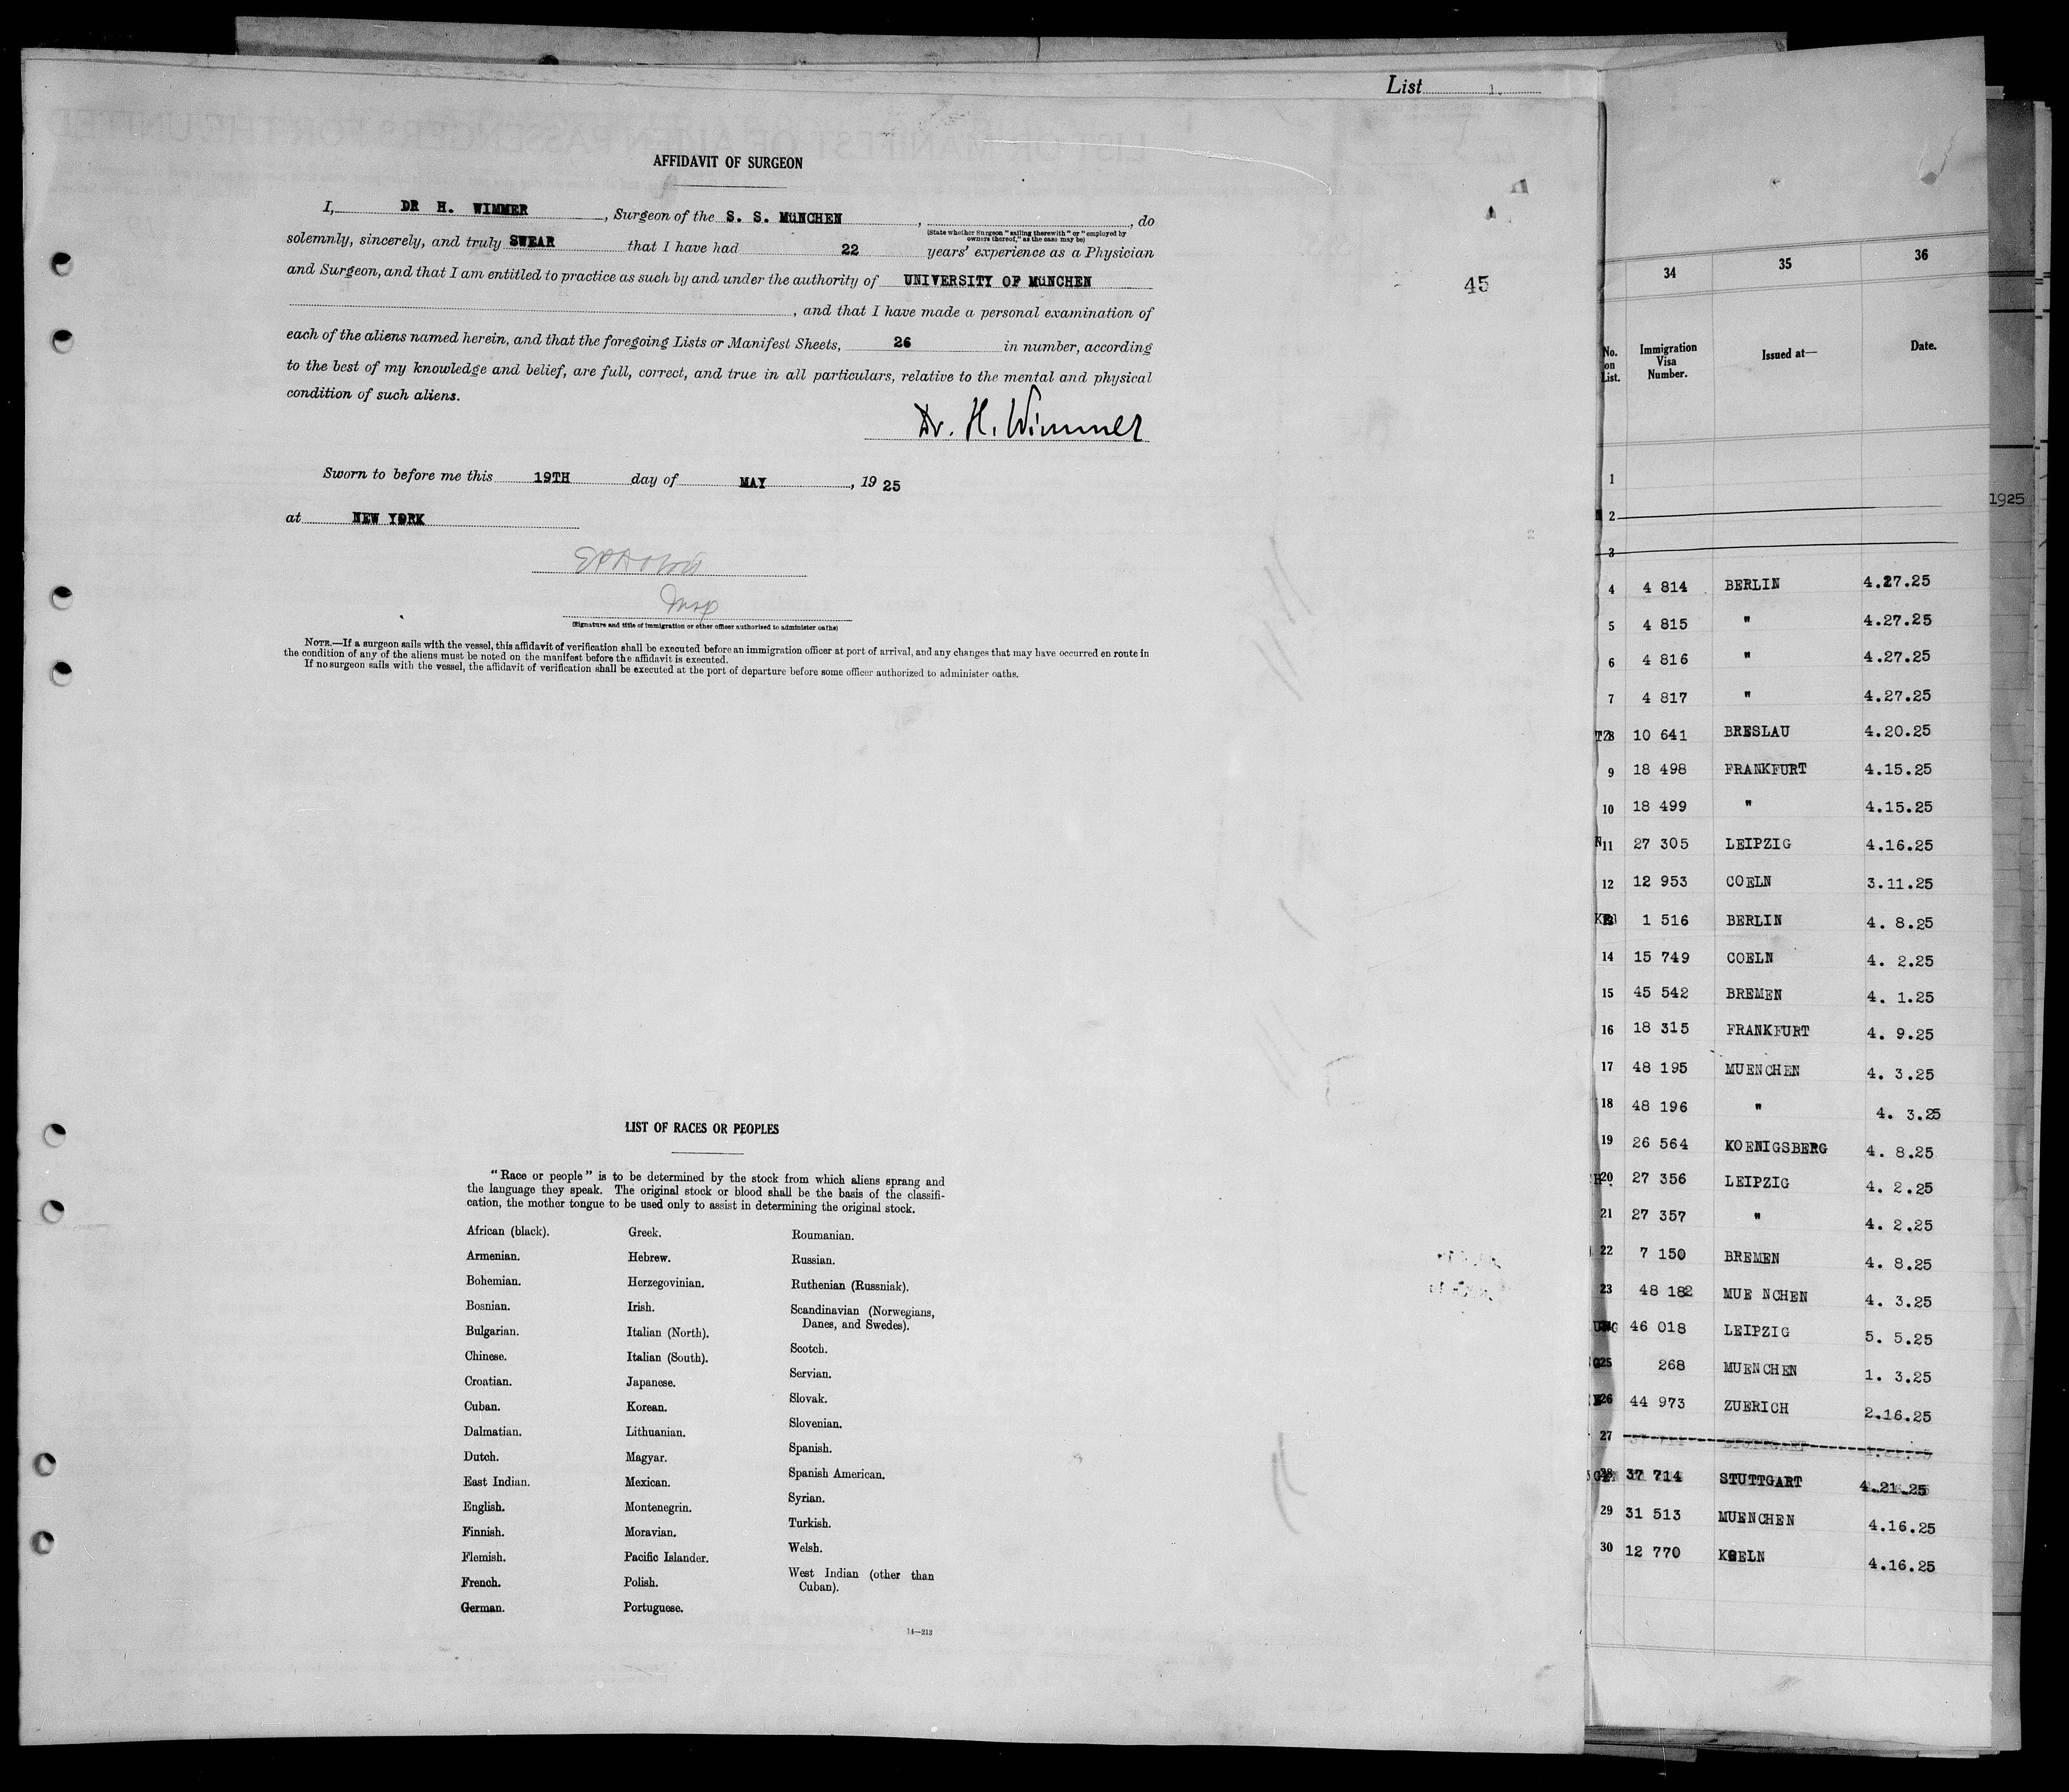 List 1.
AFFIDAVIT OF SURGEON
I, DR H. WIMMER, Surgeon of the S. S. MüNCHEN, , do
(State whether Surgeon "sailing therewith" or "employed by
owners thereof," as the case may be)
solemnly, sincerely, and truly SWEAR that I have had 22 years' experience as a Physician
and Surgeon, and that I am entitled to practice as such by and under the authority of UNIVERSITY OF MüNCHEN
, and that I have made a personal examination of
each of the aliens named herein, and that the foregoing Lists or Manifest Sheets, 26 in number, according
to the best of my knowledge and belief, are full, correct, and true in all particulars, relative to the mental and physical
condition of such aliens.
Dr. H. Wimmer
Sworn to before me this 19TH day of MAY, 19 25
at NEW YORK
Insp
(Signature and title of immigration or other officer authorized to administer oaths)
NOTE.—If a surgeon sails with the vessel, this affidavit of verification shall be executed before an immigration officer at port of arrival, and any changes that may have occurred en route in
the condition of any of the aliens must be noted on the manifest before the affidavit is executed.
If no surgeon sails with the vessel, the affidavit of verification shall be executed at the port of departure before some officer authorized to administer oaths.
45
LIST OF RACES OR PEOPLES
"Race or people" is to be determined by the stock from which aliens sprang and
the language they speak. The original stock or blood shall be the basis of the classifi-
cation, the mother tongue to be used only to assist in determining the original stock.
African (black).
Armenian.
Bohemian.
Bosnian.
Bulgarian.
Chinese.
Croatian.
Cuban.
Dalmatian.
Dutch.
East Indian.
English.
Finnish.
Flemish.
French.
German.
Greek.
Hebrew.
Herzegovinian.
Irish.
Italian (North).
Italian (South).
Japanese.
Korean.
Lithuanian.
Magyar.
Mexican.
Montenegrin.
Moravian.
Pacific Islander.
Polish.
Portuguese.
Roumanian.
Russian.
Ruthenian (Russniak).
Scandinavian (Norwegians,
Danes, and Swedes).
Scotch.
Servian.
Slovak.
Slovenian.
Spanish.
Spanish American.
Syrian.
Turkish.
Welsh.
West Indian (other than
Cuban).
14—213
34 35 36
No. on List. Immigration Visa Number. Issued at— Date.
1
2
3
4 4 814 BERLIN 4.27.25
5 4 815 " 4.27.25
6 4 816 " 4.27.25
7 4 817 " 4.27.25
8 10 641 BRESLAU 4.20.25
9 18 498 FRANKFURT 4.15.25
10 18 499 " 4.15.25
11 27 305 LEIPZIG 4.16.25
12 12 953 COELN 3.11.25
13 1 516 BERLIN 4. 8.25
14 15 749 COELN 4. 2.25
15 45 542 BREMEN 4. 1.25
16 18 315 FRANKFURT 4. 9.25
17 48 195 MUENCHEN 4. 3.25
18 48 196 " 4. 3.25
19 26 564 KOENIGSBERG 4. 8.25
20 27 356 LEIPZIG 4. 2.25
21 27 357 " 4. 2.25
22 7 150 BREMEN 4. 8.25
23 48 182 MUE NCHEN 4. 3.25
46 018 LEIPZIG 5. 5.25
25 268 MUENCHEN 1. 3.25
26 44 973 ZUERICH 2.16.25
27
28 37 714 STUTTGART 4.21.25
29 31 513 MUENCHEN 4.16.25
30 12 770 KOELN 4.16.25
1925